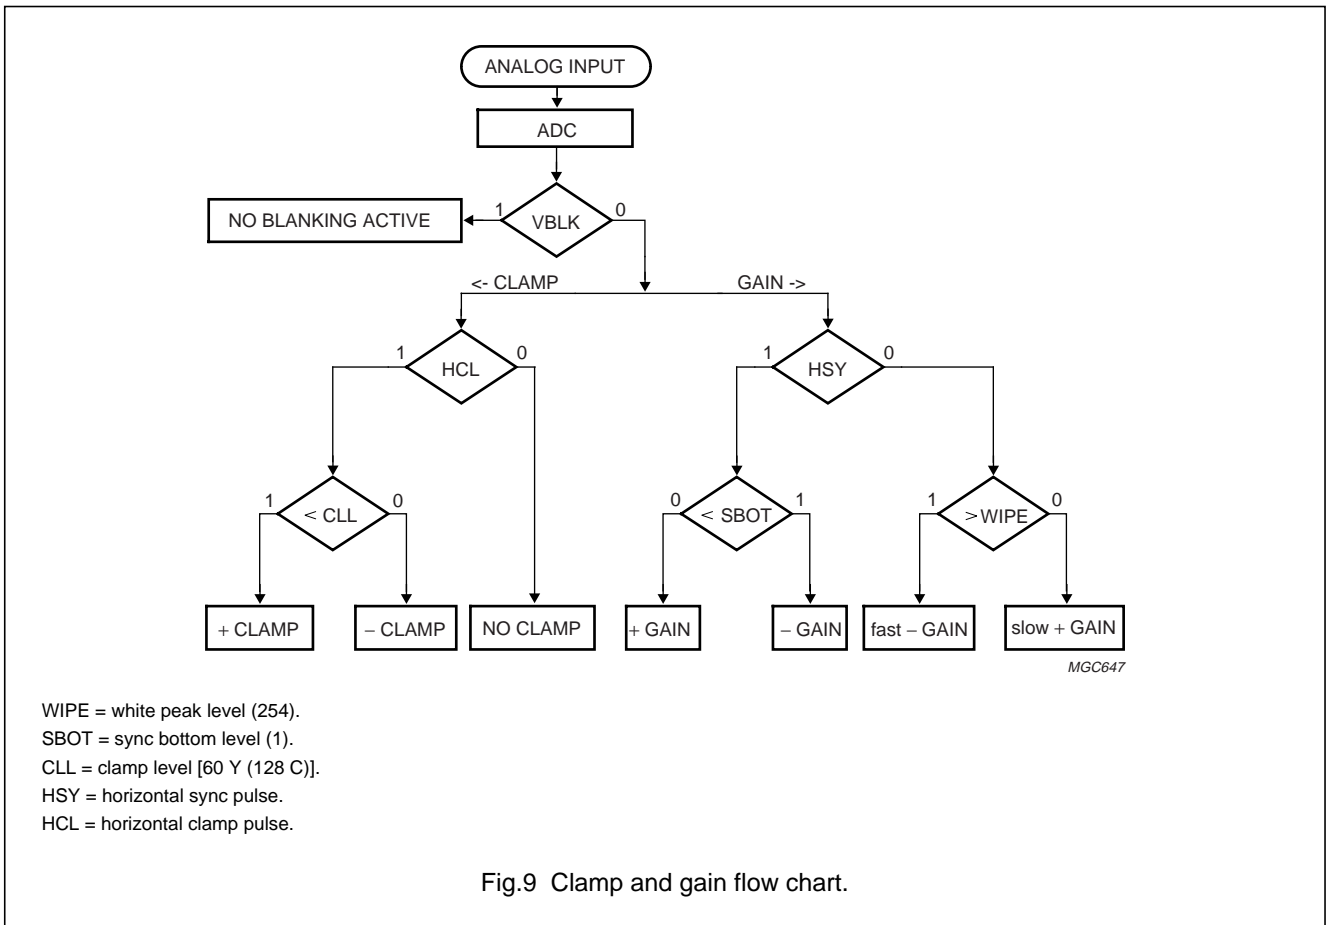 ANALOG INPUT
ADC
NO BLANKING ACTIVE
1
VBLK
0
<- CLAMP
GAIN ->
1
HCL
0
1
HSY
0
1
< CLL
0
0
< SBOT
1
1
> WIPE
0
+ CLAMP
− CLAMP
NO CLAMP
+ GAIN
− GAIN
fast − GAIN
slow + GAIN
MGC647
WIPE = white peak level (254).
SBOT = sync bottom level (1).
CLL = clamp level [60 Y (128 C)].
HSY = horizontal sync pulse.
HCL = horizontal clamp pulse.
Fig.9 Clamp and gain flow chart.